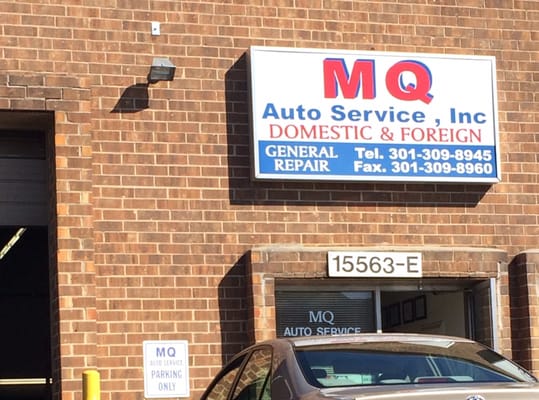 MQ
Auto Service , Inc
DOMESTIC & FOREIGN
GENERAL REPAIR
Tel. 301-309-8945
Fax. 301-309-8960
15563-E
MQ
AUTO SERVICE
MQ
AUTO SERVICE
PARKING
ONLY